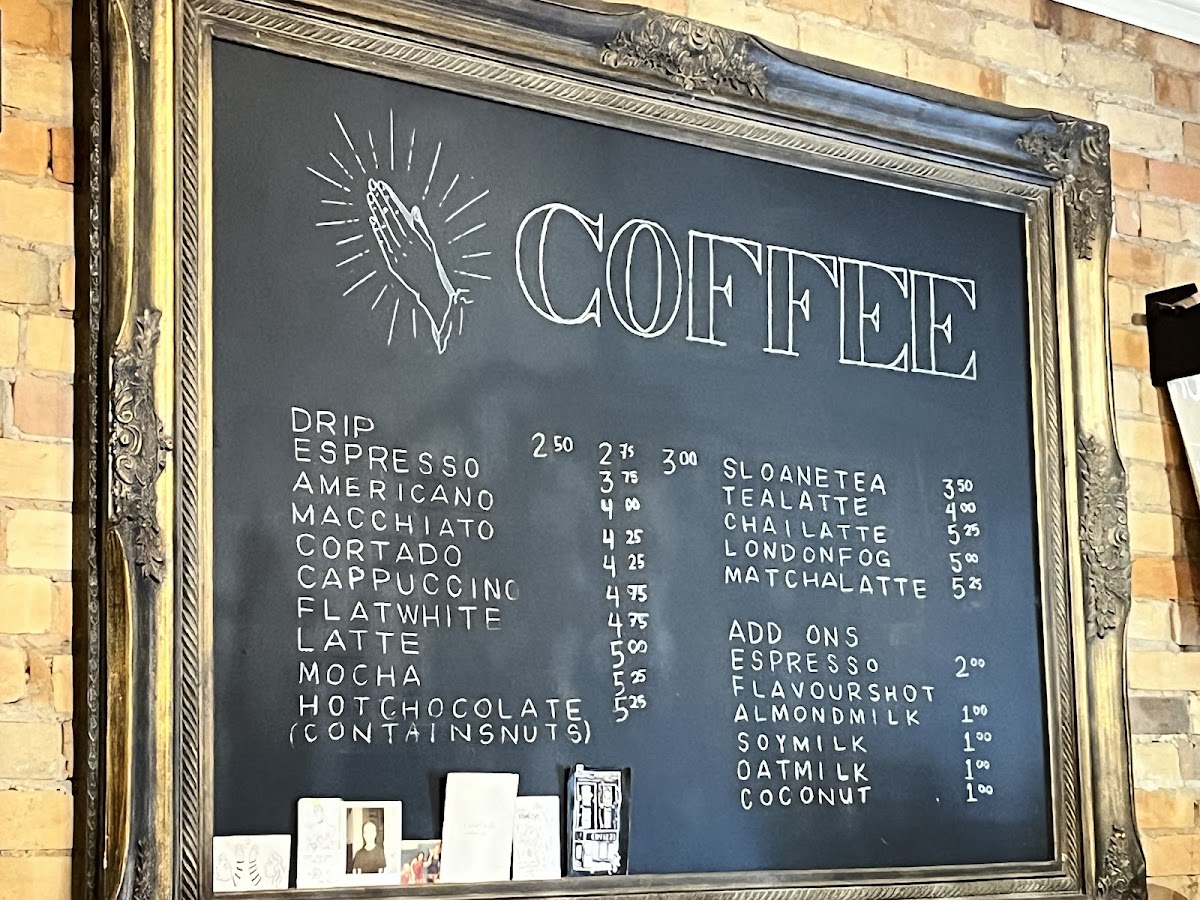 COFFEE
DRIP 2 50 2 75 3 00
ESPRESSO 3 75
AMERICANO 4 00
MACCHIATO 4 25
CORTADO 4 25
CAPPUCCINO 4 75
FLATWHITE 4 75
LATTE 5 00
MOCHA 5 25
HOTCHOCOLATE 5 25
(CONTAINSNUTS)
SLOANETEA 3 50
TEALATTE 4 00
CHAILATTE 5 25
LONDONFOG 5 00
MATCHALATTE 5 25
ADD ONS
ESPRESSO 2 00
FLAVOURSHOT
ALMONDMILK 1 00
SOYMILK 1 00
OATMILK 1 00
COCONUT 1 00